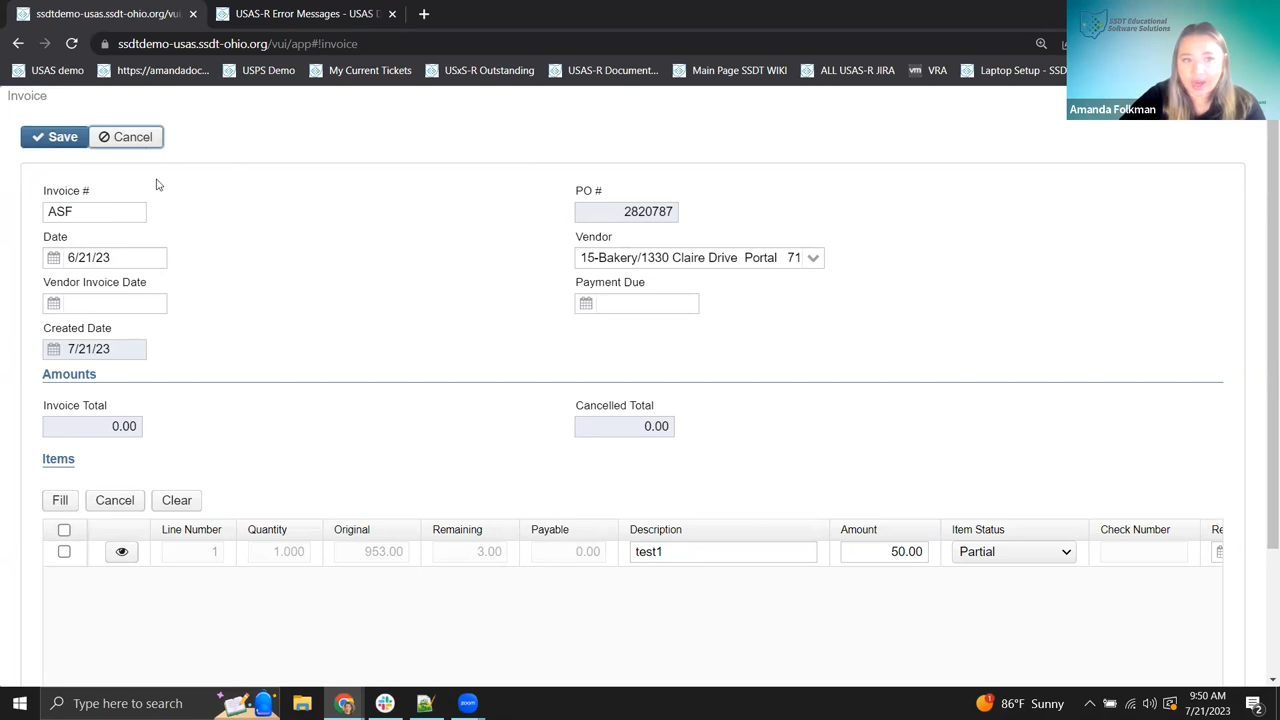 ssdtdemo-usas.ssdt-ohio.org/vui
USAS-R Error Messages - USAS D
ssdtdemo-usas.ssdt-ohio.org/vui/app#!invoice
USAS demo
https://amandadoc...
USPS Demo
My Current Tickets
USxS-R Outstanding
USAS-R Document...
Main Page SSDT WIKI
ALL USAS-R JIRA
vm VRA
Laptop Setup - SSD
SSDT Educational
Software Solutions
Amanda Folkman
Invoice
Save
Cancel
Invoice #
PO #
ASF
2820787
Date
Vendor
6/21/23
15-Bakery/1330 Claire Drive Portal 71
Vendor Invoice Date
Payment Due
Created Date
7/21/23
Amounts
Invoice Total
Cancelled Total
0.00
0.00
Items
Fill
Cancel
Clear
Line Number Quantity Original Remaining Payable Description Amount Item Status Check Number Re
1 1.000 953.00 3.00 0.00 test1 50.00 Partial
Type here to search
zoom
1
86°F Sunny
9:50 AM
7/21/2023
2